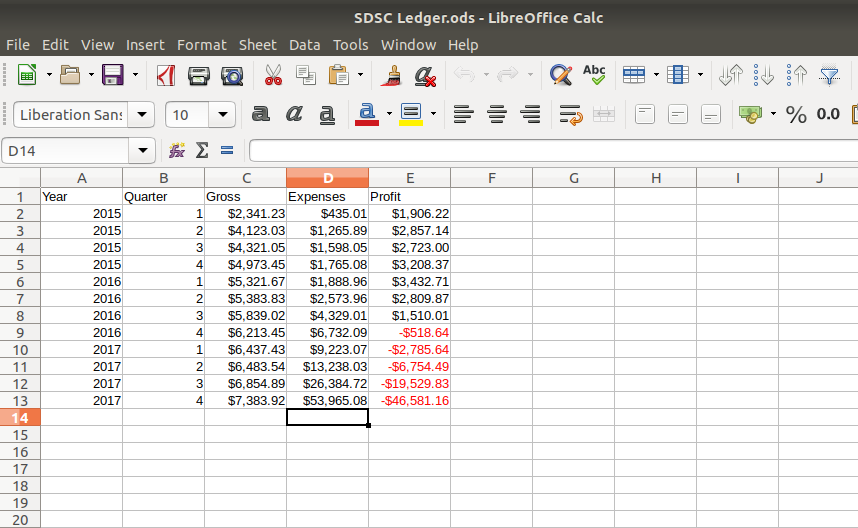 SDSC Ledger.ods - LibreOffice Calc
File Edit View Insert Format Sheet Data Tools Window Help
Abc
Liberation Sans 10 a a a a % 0.0
D14 fx Σ =
A B C D E F G H I J
1 Year Quarter Gross Expenses Profit
2 2015 1 $2,341.23 $435.01 $1,906.22
3 2015 2 $4,123.03 $1,265.89 $2,857.14
4 2015 3 $4,321.05 $1,598.05 $2,723.00
5 2015 4 $4,973.45 $1,765.08 $3,208.37
6 2016 1 $5,321.67 $1,888.96 $3,432.71
7 2016 2 $5,383.83 $2,573.96 $2,809.87
8 2016 3 $5,839.02 $4,329.01 $1,510.01
9 2016 4 $6,213.45 $6,732.09 -$518.64
10 2017 1 $6,437.43 $9,223.07 -$2,785.64
11 2017 2 $6,483.54 $13,238.03 -$6,754.49
12 2017 3 $6,854.89 $26,384.72 -$19,529.83
13 2017 4 $7,383.92 $53,965.08 -$46,581.16
14
15
16
17
18
19
20